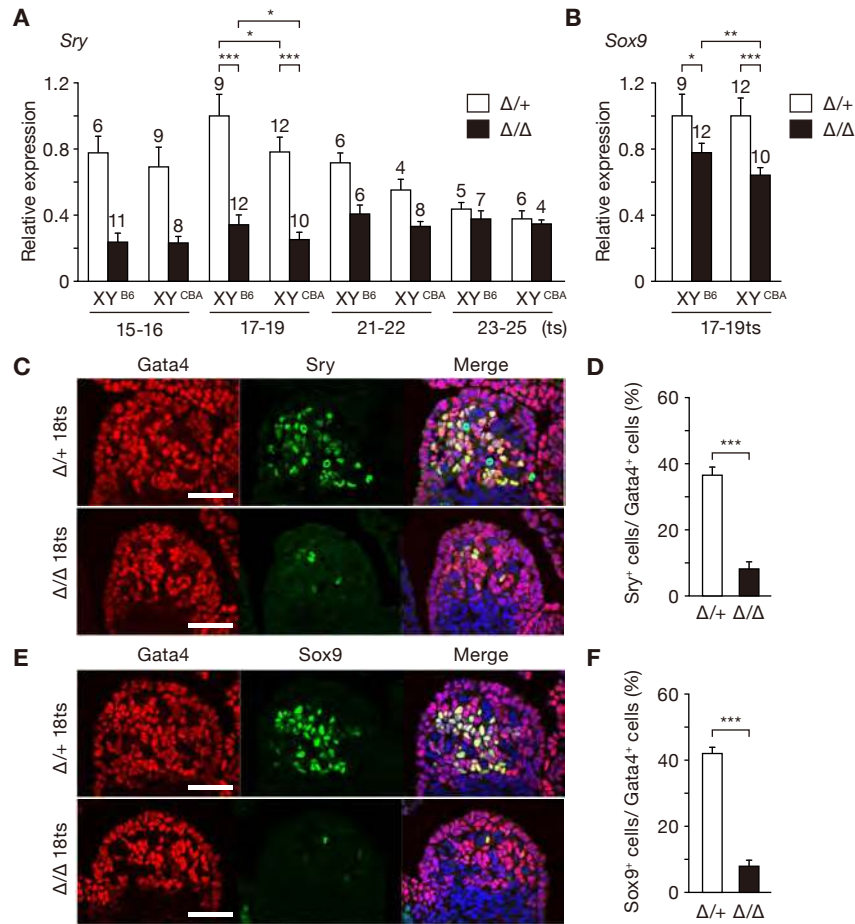 A
B
Sry
Sox9
*
*
**
***
***
*
***
1.2
0.8
0.4
0
Relative expression
6
11
9
8
9
12
12
10
6
6
4
8
5
7
6
4
Δ/+
Δ/Δ
XY B6 XY CBA XY B6 XY CBA XY B6 XY CBA XY B6 XY CBA
15-16 17-19 21-22 23-25 (ts)
1.2
0.8
0.4
0
Relative expression
9
12
12
10
Δ/+
Δ/Δ
XY B6 XY CBA
17-19ts
C
Gata4 Sry Merge
Δ/+ 18ts
Δ/Δ 18ts
D
Sry+ cells/ Gata4+ cells (%)
60
40
20
0
***
Δ/+ Δ/Δ
E
Gata4 Sox9 Merge
Δ/+ 18ts
Δ/Δ 18ts
F
Sox9+ cells/ Gata4+ cells (%)
60
40
20
0
***
Δ/+ Δ/Δ